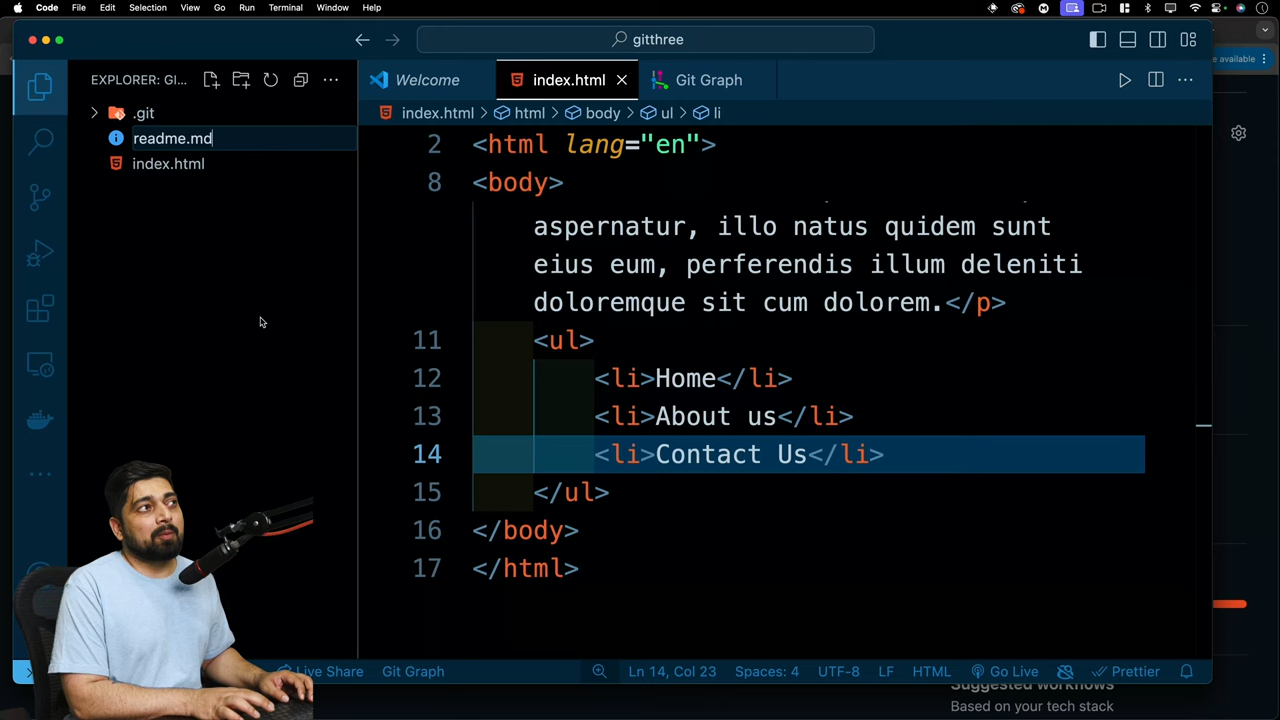 Code File Edit Selection View Go Run Terminal Window Help
gitthree
e available
EXPLORER: GI...
Welcome
index.html
Git Graph
.git
readme.md
index.html
index.html > html > body > ul > li
2 <html lang="en">
8 <body>
aspernatur, illo natus quidem sunt
eius eum, perferendis illum deleniti
doloremque sit cum dolorem.</p>
11 <ul>
12 <li>Home</li>
13 <li>About us</li>
14 <li>Contact Us</li>
15 </ul>
16 </body>
17 </html>
Live Share Git Graph Ln 14, Col 23 Spaces: 4 UTF-8 LF HTML Go Live Prettier
Suggested workflows
Based on your tech stack